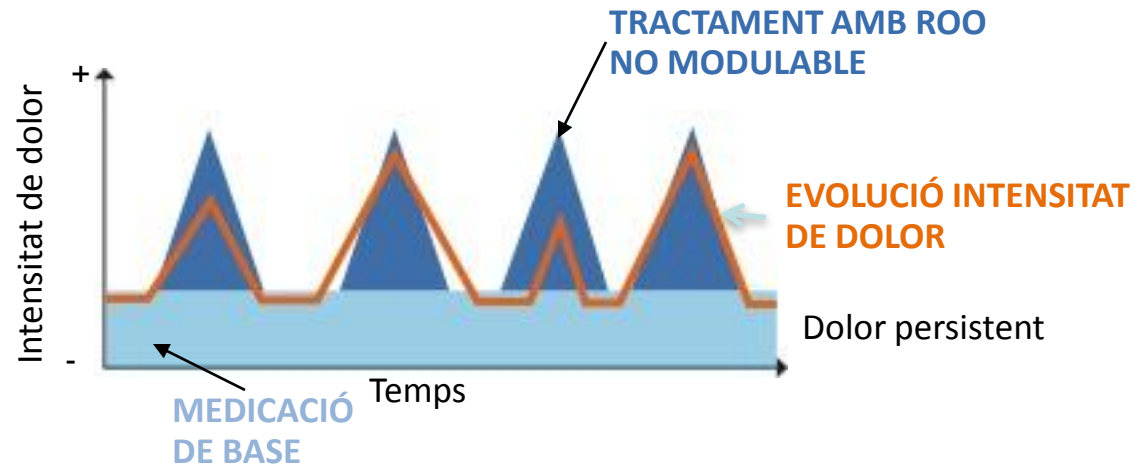 TRACTAMENT AMB ROO
NO MODULABLE
+
Intensitat de dolor
EVOLUCIÓ INTENSITAT
DE DOLOR
Dolor persistent
-
Temps
MEDICACIÓ
DE BASE